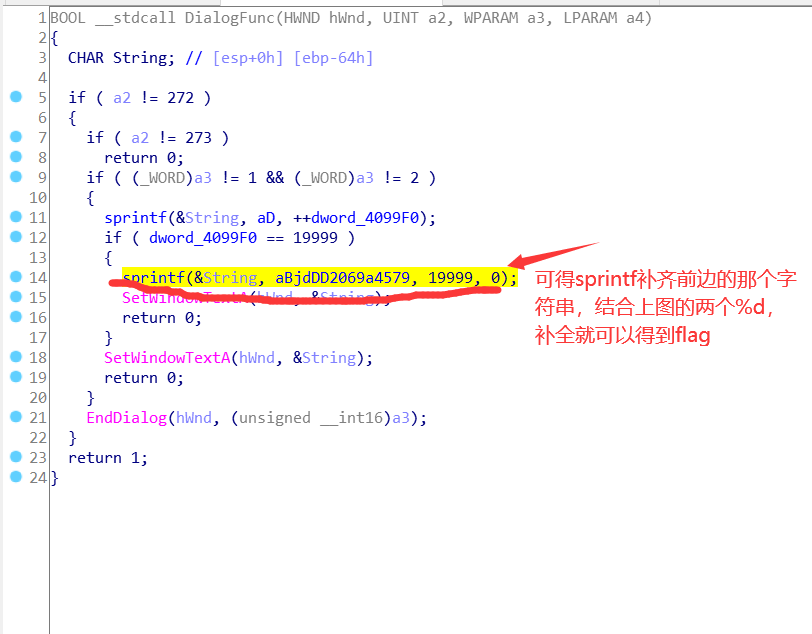 1 BOOL __stdcall DialogFunc(HWND hWnd, UINT a2, WPARAM a3, LPARAM a4)
2 {
3 CHAR String; // [esp+0h] [ebp-64h]
4
5 if ( a2 != 272 )
6 {
7 if ( a2 != 273 )
8 return 0;
9 if ( (_WORD)a3 != 1 && (_WORD)a3 != 2 )
10 {
11 sprintf(&String, aD, ++dword_4099F0);
12 if ( dword_4099F0 == 19999 )
13 {
14 sprintf(&String, aBjdDD2069a4579, 19999, 0);
15 SetWindowTextA(hWnd, &String);
16 return 0;
17 }
18 SetWindowTextA(hWnd, &String);
19 return 0;
20 }
21 EndDialog(hWnd, (unsigned __int16)a3);
22 }
23 return 1;
24 }
可得sprintf补齐前边的那个字
符串，结合上图的两个%d，
补全就可以得到flag